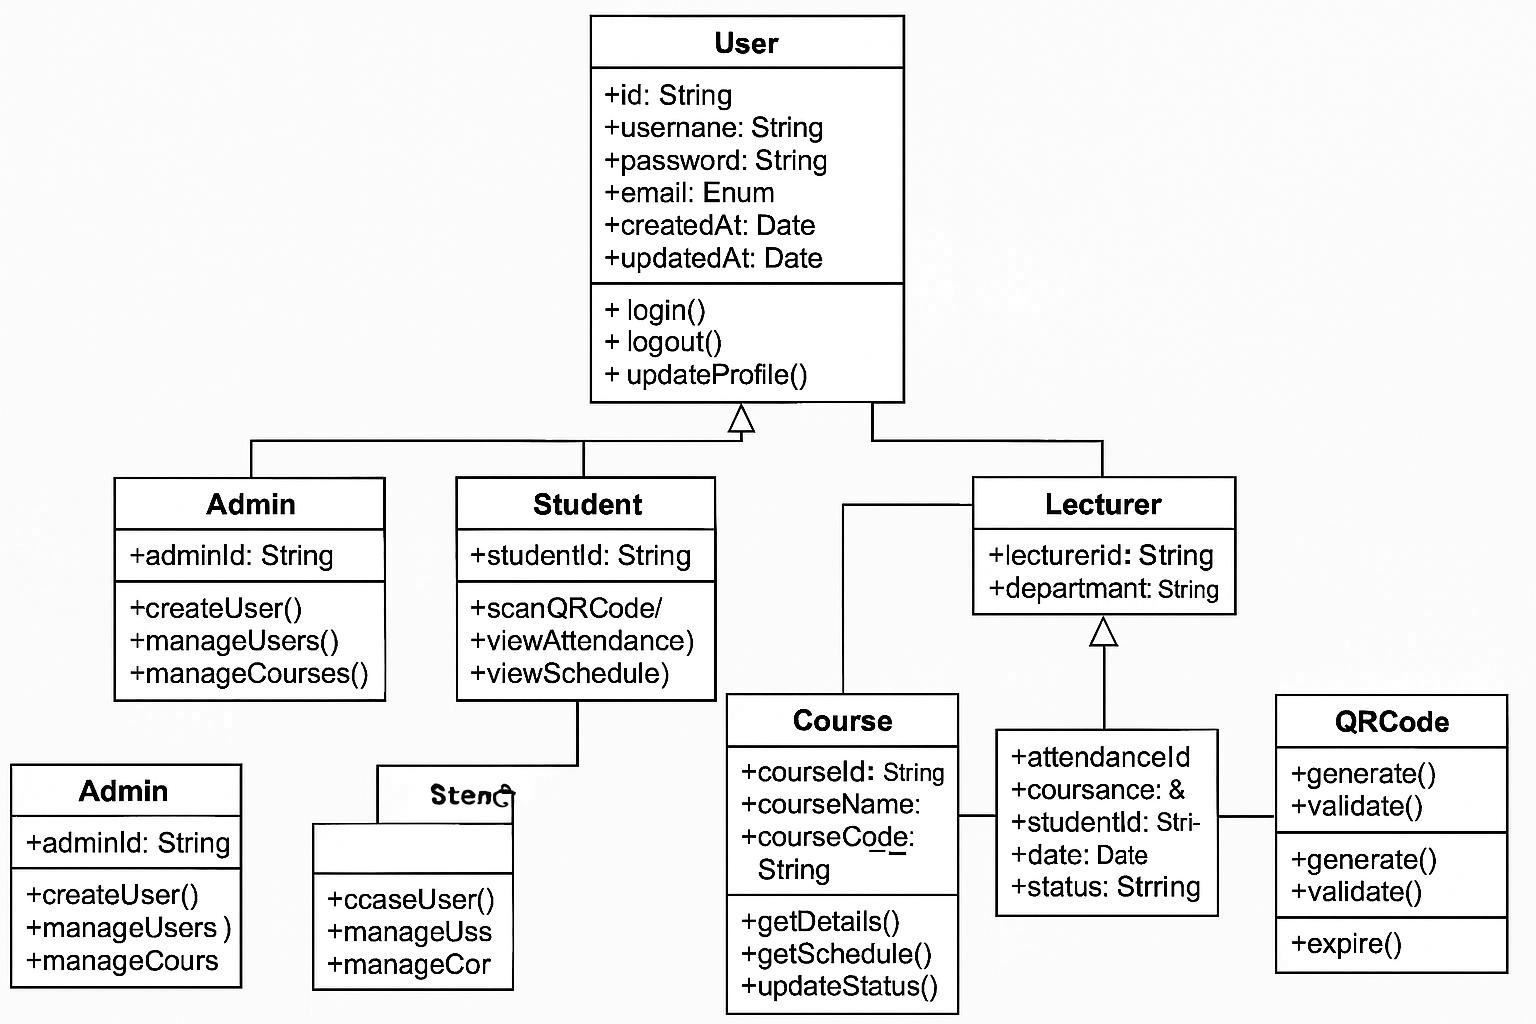 User
+id: String
+usernane: String
+password: String
+email: Enum
+createdAt: Date
+updatedAt: Date
+ login()
+ logout()
+ updateProfile()
Admin
+adminId: String
+createUser()
+manageUsers()
+manageCourses()
Student
+studentId: String
+scanQRCode/
+viewAttendance)
+viewSchedule)
Lecturer
+lecturerid: String
+departmant: String
Admin
+adminId: String
+createUser()
+manageUsers )
+manageCours
+ccaseUser()
+manageUss
+manageCor
Course
+courseId: String
+courseName:
+courseCode:
String
+getDetails()
+getSchedule()
+updateStatus()
+attendanceId
+coursance: &
+studentId: Stri-
+date: Date
+status: Strring
QRCode
+generate()
+validate()
+generate()
+validate()
+expire()